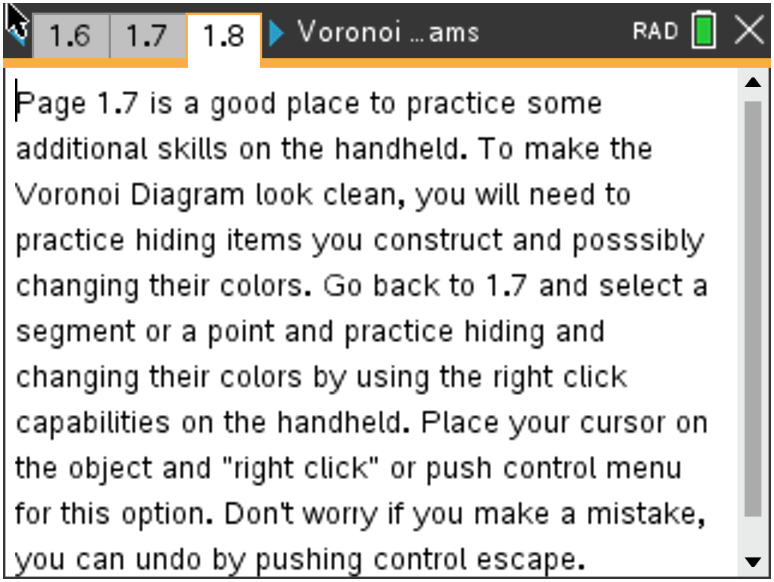 1.6 1.7 1.8 Voronoi ...ams RAD
Page 1.7 is a good place to practice some
additional skills on the handheld. To make the
Voronoi Diagram look clean, you will need to
practice hiding items you construct and posssibly
changing their colors. Go back to 1.7 and select a
segment or a point and practice hiding and
changing their colors by using the right click
capabilities on the handheld. Place your cursor on
the object and "right click" or push control menu
for this option. Don't worry if you make a mistake,
you can undo by pushing control escape.